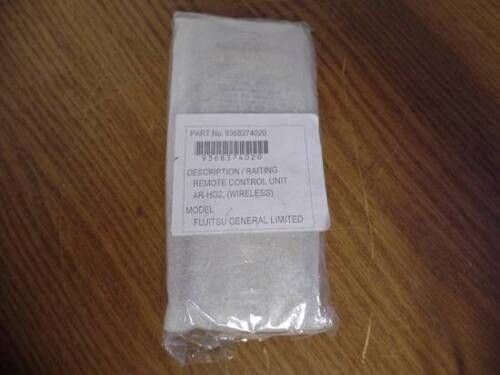 PART.No. 9368374020
9368374020
DESCRIPTION / RAITING
REMOTE CONTROL UNIT
AR-HG2, (WIRELESS)
MODEL
FUJITSU GENERAL LIMITED